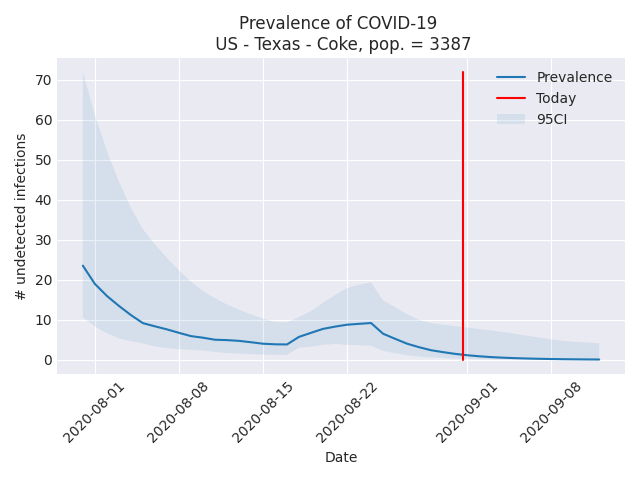 Prevalence of COVID-19
US - Texas - Coke, pop. = 3387
Prevalence
Today
95CI
# undetected infections
70
60
50
40
30
20
10
0
2020-08-01
2020-08-08
2020-08-15
2020-08-22
2020-09-01
2020-09-08
Date